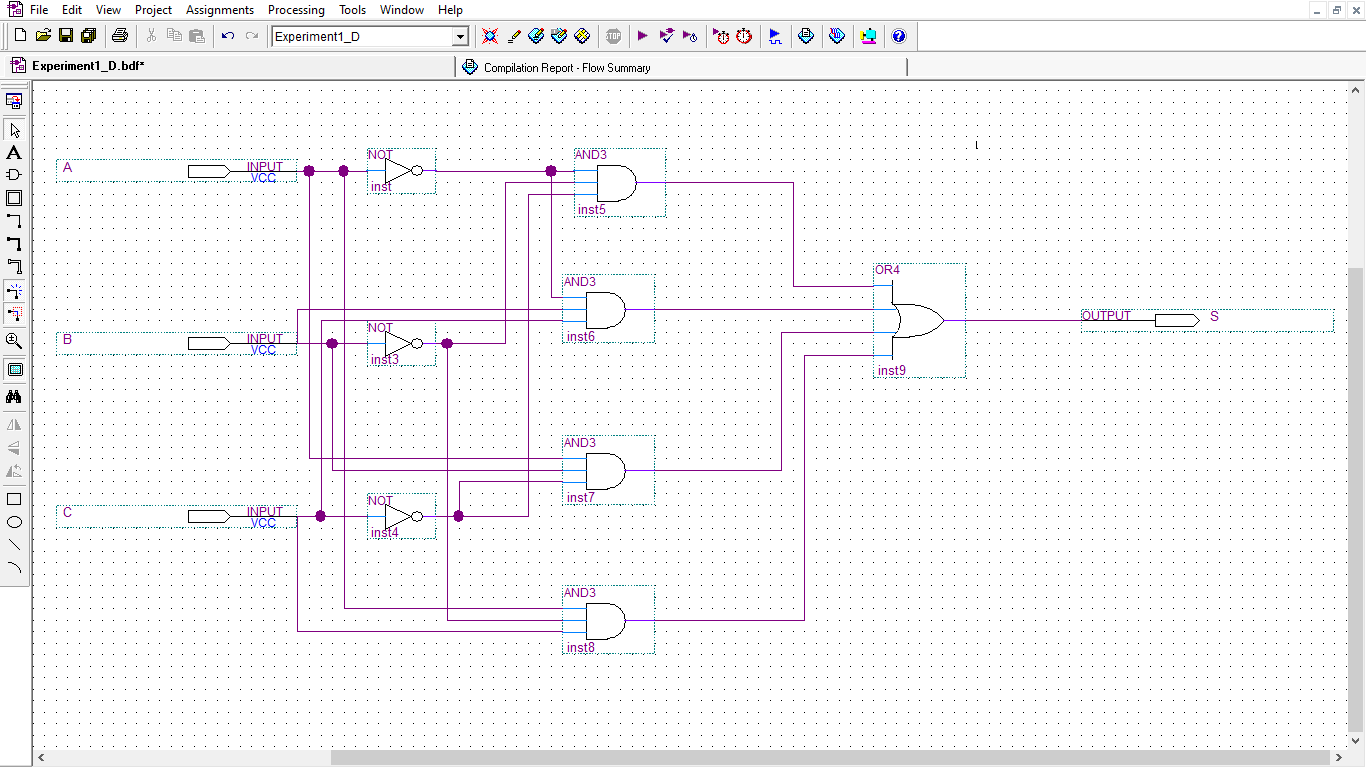 File Edit View Project Assignments Processing Tools Window Help
Experiment1_D
STOP
Experiment1_D.bdf*
Compilation Report - Flow Summary
A
INPUT
VCC
NOT
inst
AND3
inst5
OR4
inst9
AND3
inst6
OUTPUT
S
B
INPUT
VCC
NOT
inst3
AND3
inst7
C
INPUT
VCC
NOT
inst4
AND3
inst8